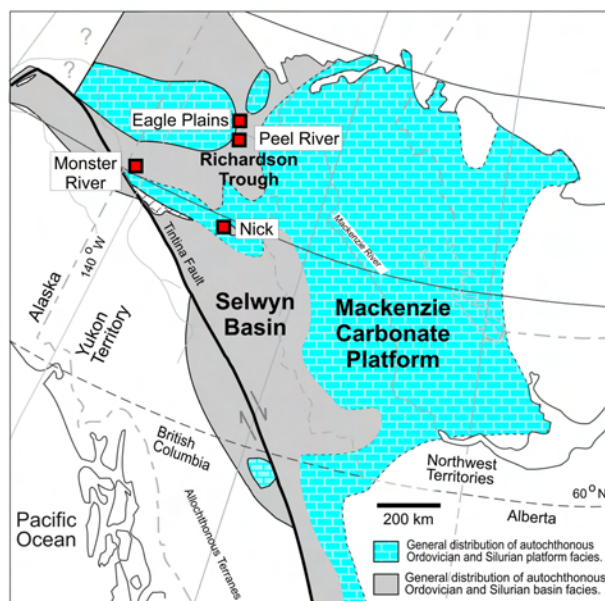 ?
?
Eagle Plains
Peel River
Richardson
Trough
Monster
River
Nick
Mackenzie River
Tintina Fault
140° W
Alaska
Yukon
Territory
Selwyn
Basin
Mackenzie
Carbonate
Platform
British
Columbia
Allochthonous Terranes
Pacific
Ocean
Northwest
Territories
60°N
Alberta
200 km
General distribution of autochthonous
Ordovician and Silurian platform facies.
General distribution of autochthonous
Ordovician and Silurian basin facies.